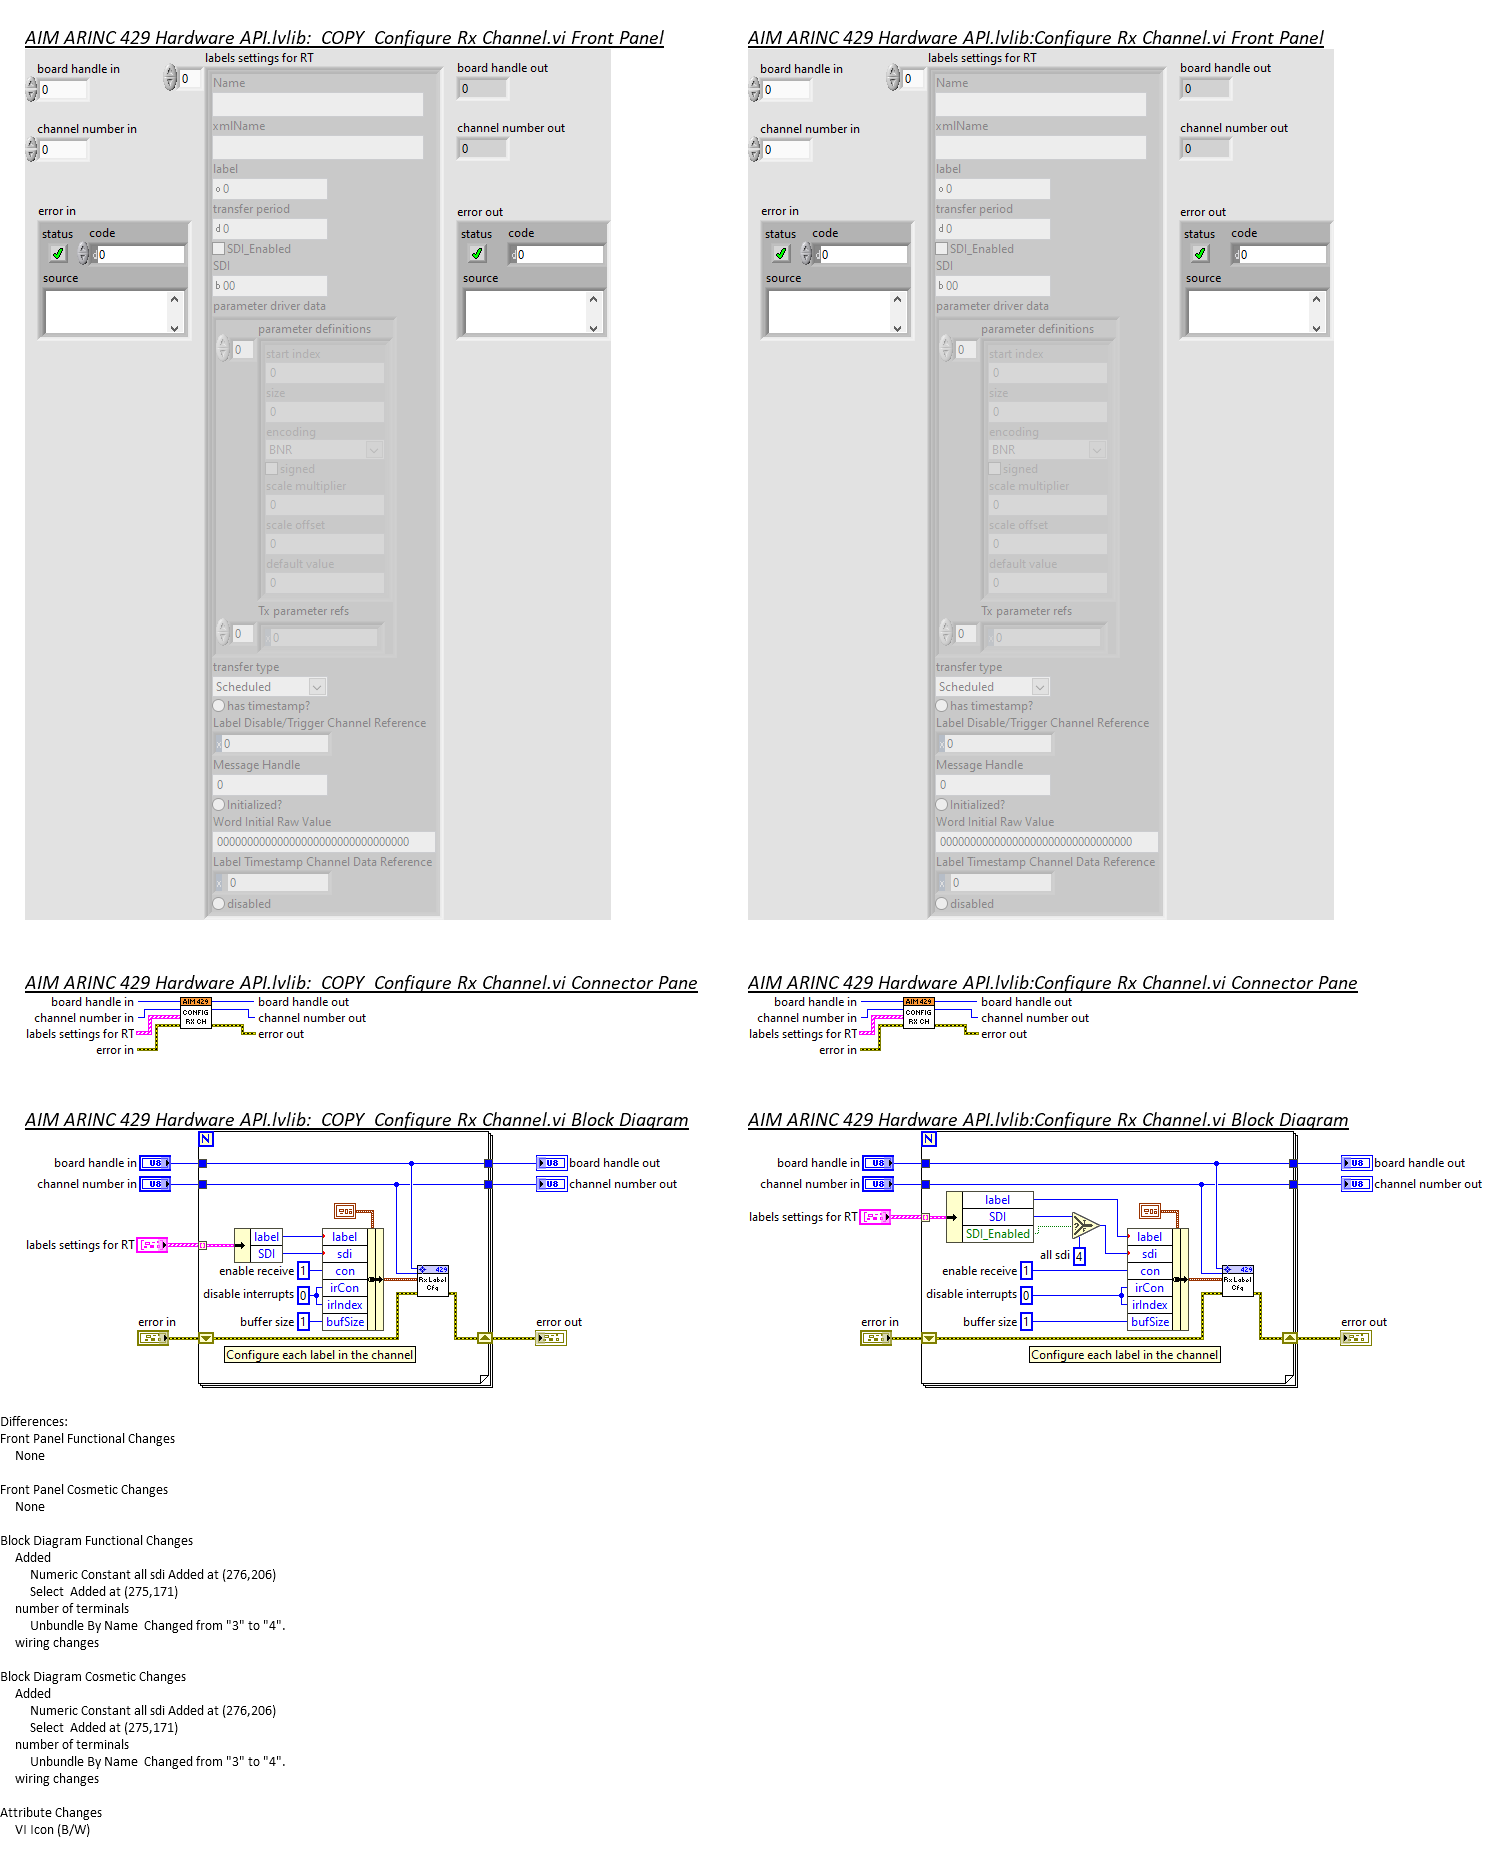 AIM ARINC 429 Hardware API.lvlib:  COPY  Configure Rx Channel.vi Front Panel
board handle in
0
channel number in
0
labels settings for RT
0
Name
xmlName
label
o 0
transfer period
d 0
SDI_Enabled
SDI
b 00
parameter driver data
parameter definitions
0
start index
0
size
0
encoding
BNR
signed
scale multiplier
0
scale offset
0
default value
0
Tx parameter refs
0
x 0
transfer type
Scheduled
has timestamp?
Label Disable/Trigger Channel Reference
x 0
Message Handle
0
Initialized?
Word Initial Raw Value
00000000000000000000000000000000
Label Timestamp Channel Data Reference
x 0
disabled
board handle out
0
channel number out
0
error in
status
code
d 0
source
error out
status
code
d 0
source
AIM ARINC 429 Hardware API.lvlib:Configure Rx Channel.vi Front Panel
board handle in
0
channel number in
0
labels settings for RT
0
Name
xmlName
label
o 0
transfer period
d 0
SDI_Enabled
SDI
b 00
parameter driver data
parameter definitions
0
start index
0
size
0
encoding
BNR
signed
scale multiplier
0
scale offset
0
default value
0
Tx parameter refs
0
x 0
transfer type
Scheduled
has timestamp?
Label Disable/Trigger Channel Reference
x 0
Message Handle
0
Initialized?
Word Initial Raw Value
00000000000000000000000000000000
Label Timestamp Channel Data Reference
x 0
disabled
board handle out
0
channel number out
0
error in
status
code
d 0
source
error out
status
code
d 0
source
AIM ARINC 429 Hardware API.lvlib:  COPY  Configure Rx Channel.vi Connector Pane
board handle in
channel number in
labels settings for RT
error in
AIM429
CONFIG
RX CH
board handle out
channel number out
error out
AIM ARINC 429 Hardware API.lvlib:Configure Rx Channel.vi Connector Pane
board handle in
channel number in
labels settings for RT
error in
AIM429
CONFIG
RX CH
board handle out
channel number out
error out
AIM ARINC 429 Hardware API.lvlib:  COPY  Configure Rx Channel.vi Block Diagram
N
board handle in
U8
U8
board handle out
channel number in
U8
U8
channel number out
labels settings for RT
label
SDI
label
sdi
con
irCon
irIndex
bufSize
enable receive
1
disable interrupts
0
buffer size
1
429
Rx Label
Cfg
error in
error out
Configure each label in the channel
AIM ARINC 429 Hardware API.lvlib:Configure Rx Channel.vi Block Diagram
N
board handle in
U8
U8
board handle out
channel number in
U8
U8
channel number out
labels settings for RT
label
SDI
SDI_Enabled
all sdi
4
label
sdi
con
irCon
irIndex
bufSize
enable receive
1
disable interrupts
0
buffer size
1
429
Rx Label
Cfg
error in
error out
Configure each label in the channel
Differences:
Front Panel Functional Changes
None
Front Panel Cosmetic Changes
None
Block Diagram Functional Changes
Added
Numeric Constant all sdi Added at (276,206)
Select  Added at (275,171)
number of terminals
Unbundle By Name  Changed from "3" to "4".
wiring changes
Block Diagram Cosmetic Changes
Added
Numeric Constant all sdi Added at (276,206)
Select  Added at (275,171)
number of terminals
Unbundle By Name  Changed from "3" to "4".
wiring changes
Attribute Changes
VI Icon (B/W)